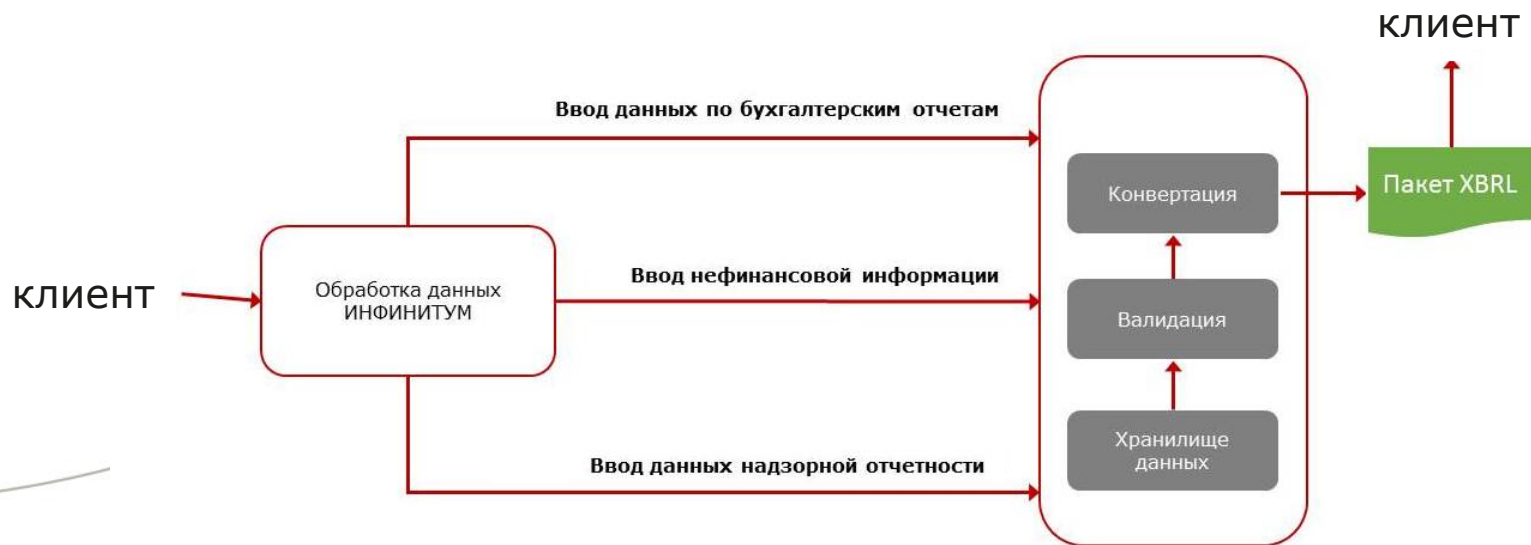 клиент
Ввод данных по бухгалтерским отчетам
Конвертация
Пакет XBRL
клиент
Обработка данных
ИНФИНИТУМ
Ввод нефинансовой информации
Валидация
Хранилище
данных
Ввод данных надзорной отчетности